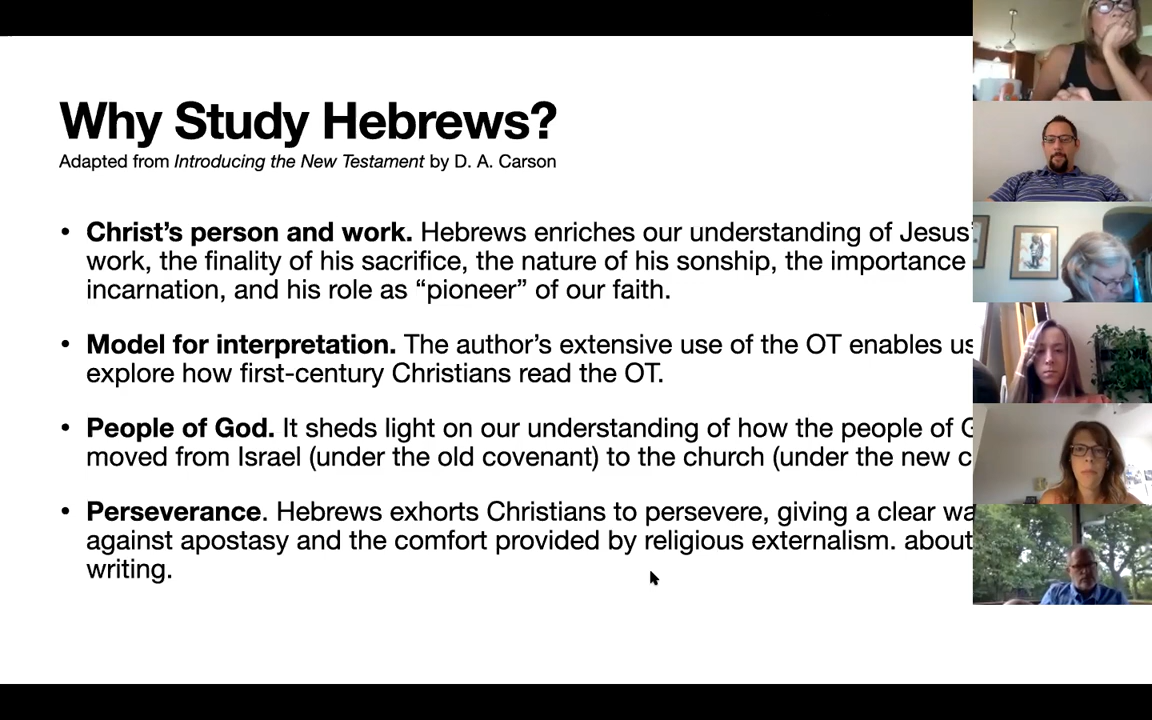 Why Study Hebrews?
Adapted from Introducing the New Testament by D. A. Carson
• Christ’s person and work. Hebrews enriches our understanding of Jesus’
work, the finality of his sacrifice, the nature of his sonship, the importance
incarnation, and his role as “pioneer” of our faith.
• Model for interpretation. The author’s extensive use of the OT enables us
explore how first-century Christians read the OT.
• People of God. It sheds light on our understanding of how the people of
moved from Israel (under the old covenant) to the church (under the new
• Perseverance. Hebrews exhorts Christians to persevere, giving a clear
against apostasy and the comfort provided by religious externalism. about
writing.